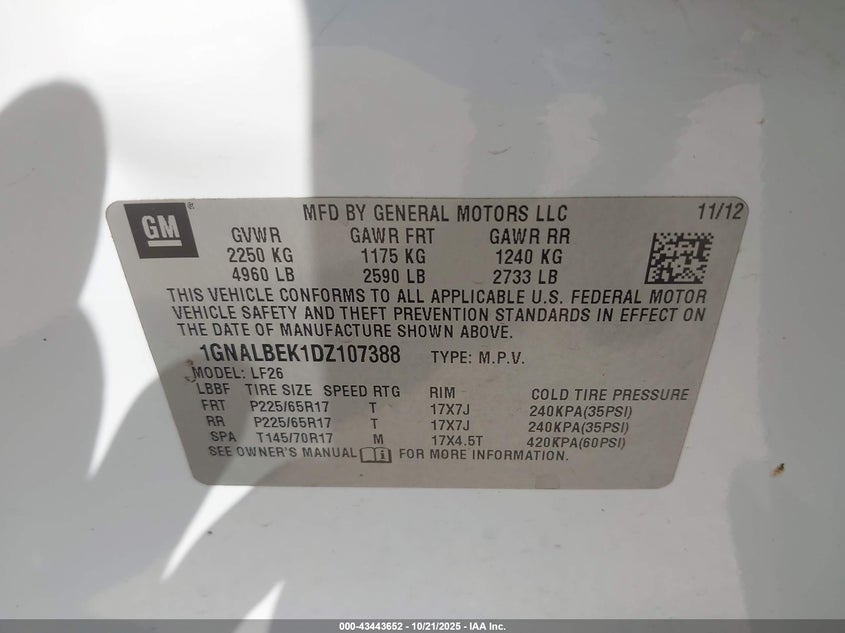 GM
MFD BY GENERAL MOTORS LLC 11/12
GVWR GAWR FRT GAWR RR
2250 KG 1175 KG 1240 KG
4960 LB 2590 LB 2733 LB
THIS VEHICLE CONFORMS TO ALL APPLICABLE U.S. FEDERAL MOTOR
VEHICLE SAFETY AND THEFT PREVENTION STANDARDS IN EFFECT ON
THE DATE OF MANUFACTURE SHOWN ABOVE.
1GNALBEK1DZ107388 TYPE: M.P.V.
MODEL: LF26
LBBF TIRE SIZE SPEED RTG RIM COLD TIRE PRESSURE
FRT P225/65R17 T 17X7J 240KPA(35PSI)
RR P225/65R17 T 17X7J 240KPA(35PSI)
SPA T145/70R17 M 17X4.5T 420KPA(60PSI)
SEE OWNER'S MANUAL FOR MORE INFORMATION.
000-43443652 - 10/21/2025 - IAA Inc.